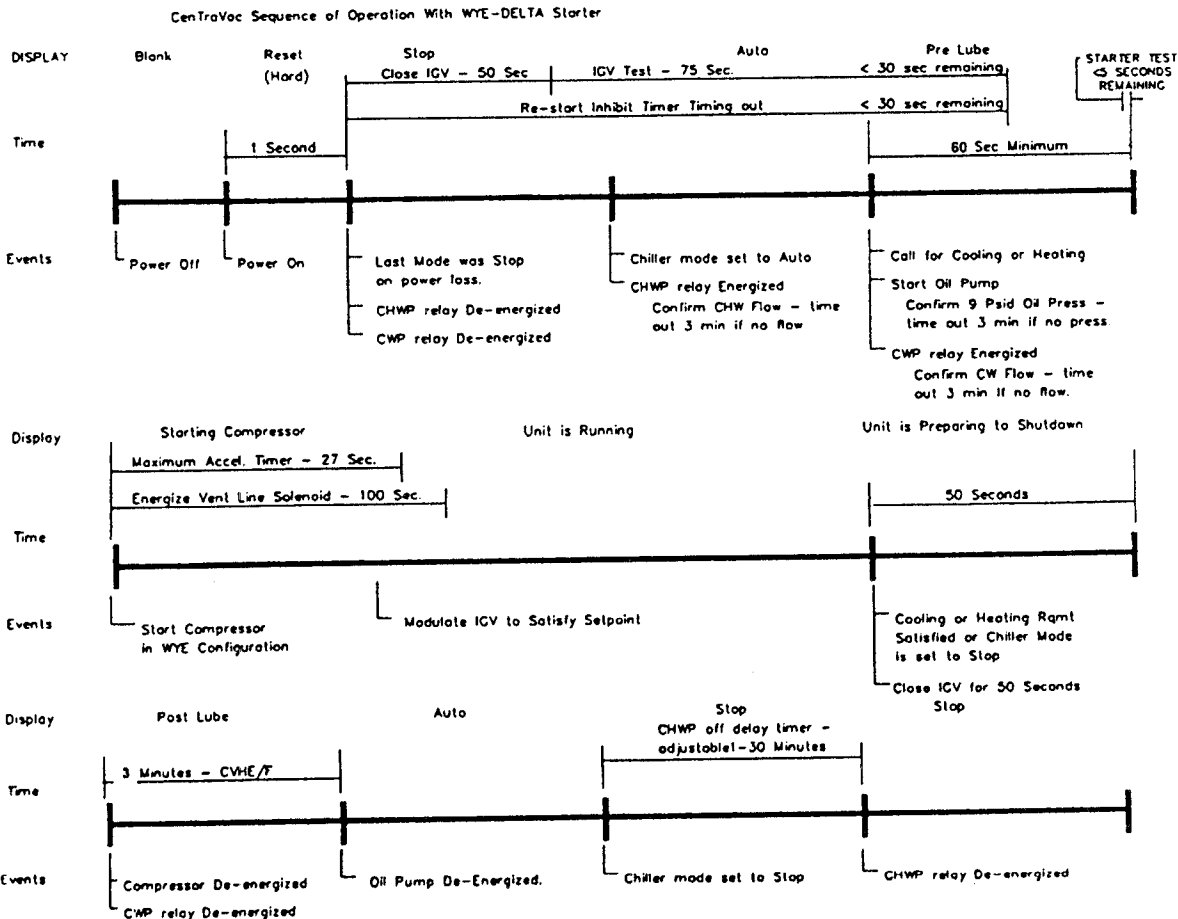 CenTraVac Sequence of Operation With WYE-DELTA Starter
DISPLAY
Blank
Reset
(Hard)
Stop
Auto
Pre Lube
Close IGV - 50 Sec
IGV Test - 75 Sec.
< 30 sec remaining
STARTER TEST
<5 SECONDS
REMAINING
Re-start Inhibit Timer Timing out
< 30 sec remaining
Time
1 Second
60 Sec Minimum
Events
Power Off
Power On
Last Mode was Stop
on power loss.
CHWP relay De-energized
CWP relay De-energized
Chiller mode set to Auto
CHWP relay Energized
Confirm CHW Flow - time
out 3 min if no flow
Call for Cooling or Heating
Start Oil Pump
Confirm 9 Psid Oil Press -
time out 3 min if no press
CWP relay Energized
Confirm CW Flow - time
out 3 min If no flow.
Display
Starting Compressor
Unit is Running
Unit is Preparing to Shutdawn
Maximum Accel. Timer - 27 Sec.
Energize Vent Line Solenoid - 100 Sec.
50 Seconds
Time
Events
Start Compressor
in WYE Configuration
Modulate IGV to Satisfy Setpoint
Cooling or Heating Rqmt
Satisfied or Chiller Mode
is set to Stop
Close IGV for 50 Seconds
Display
Post Lube
Auto
Stop
Stop
CHWP off delay timer -
adjustable1-30 Minutes
3 Minutes - CVHE/F
Time
Events
Compressor De-energized
CWP relay De-energized
Oil Pump De-Energized.
Chiller mode set to Stop
CHWP relay De-energized